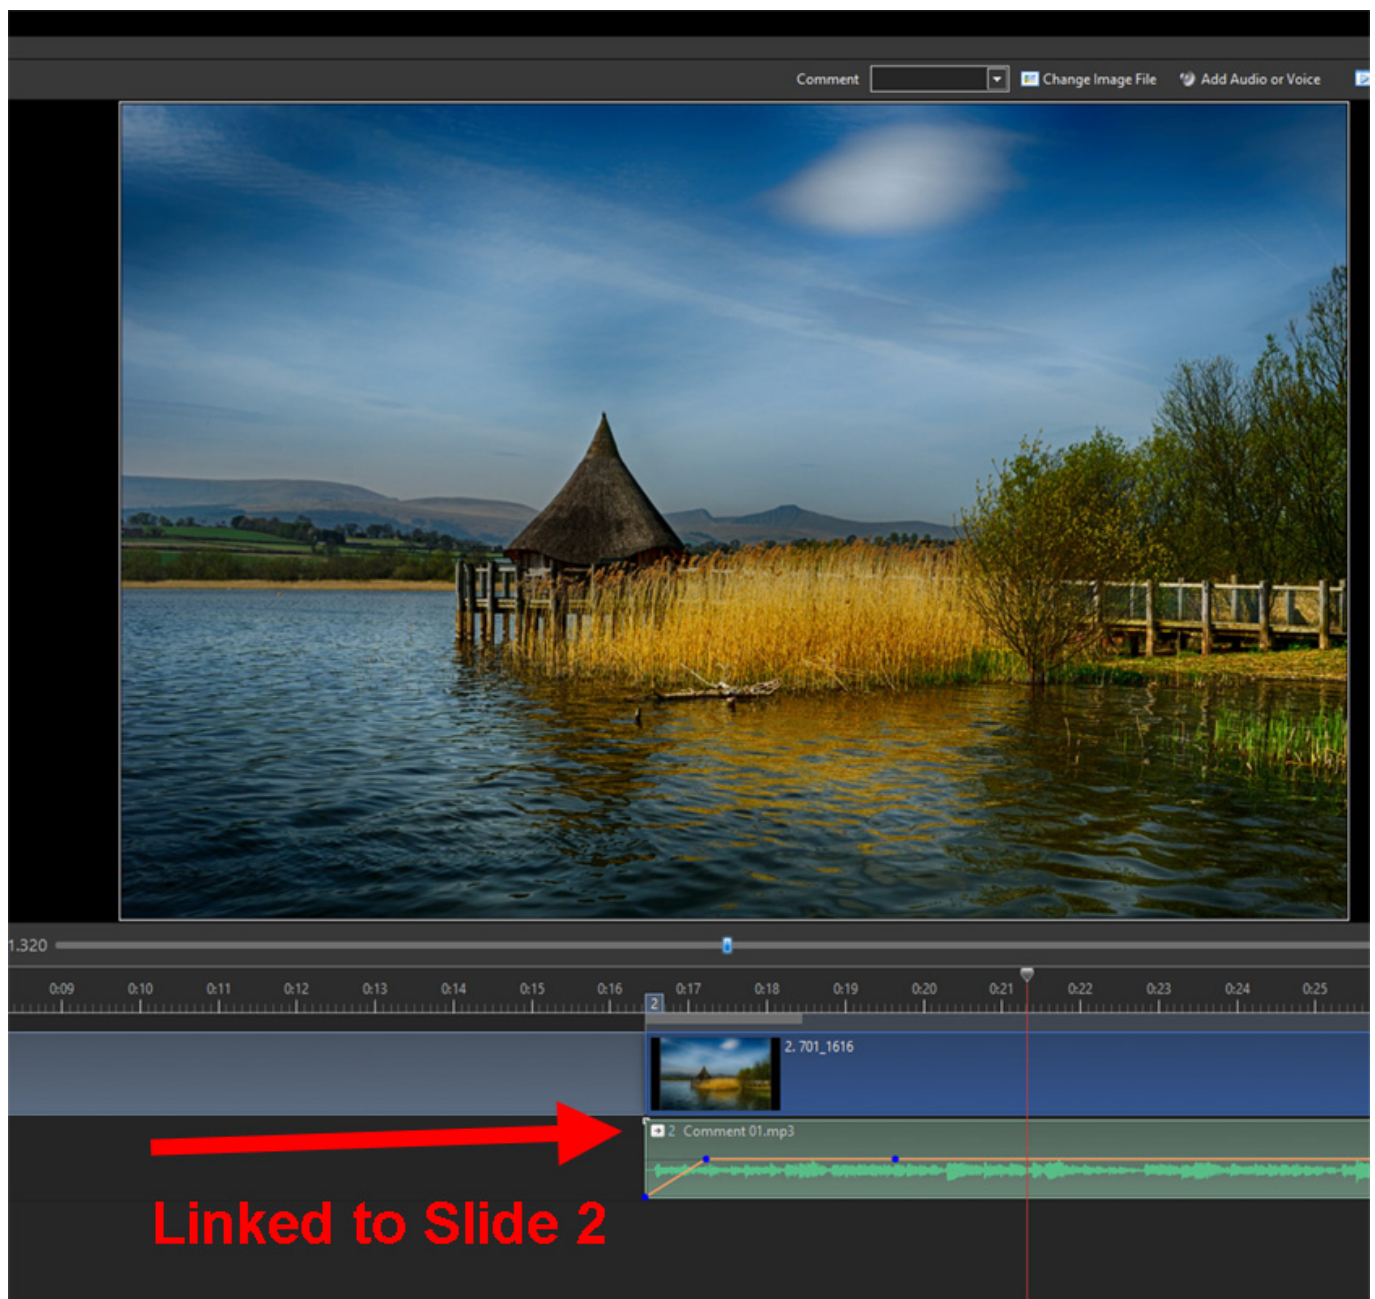 Comment
Change Image File
Add Audio or Voice
1.320
0:09 0:10 0:11 0:12 0:13 0:14 0:15 0:16 0:17 0:18 0:19 0:20 0:21 0:22 0:23 0:24 0:25
2
2. 701_1616
2 Comment 01.mp3
Linked to Slide 2